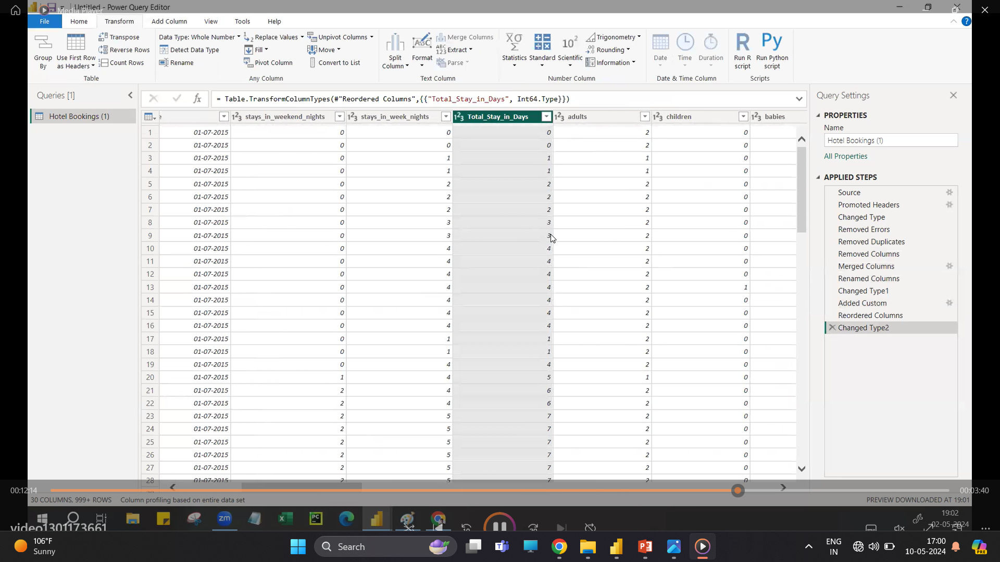 Untitled - Power Query Editor
Media Player
File Home Transform Add Column View Tools Help
Group By
Use First Row as Headers
Transpose
Reverse Rows
Count Rows
Table
Data Type: Whole Number
Detect Data Type
Rename
Replace Values
Fill
Pivot Column
Unpivot Columns
Move
Convert to List
Any Column
Split Column
Format
Merge Columns
Extract
Parse
Text Column
Statistics
Standard
Scientific
Trigonometry
Rounding
Information
Number Column
Date
Time
Duration
Date & Time Column
Run R script
Run Python script
Scripts
Queries [1]
Hotel Bookings (1)
= Table.TransformColumnTypes(#"Reordered Columns",{{"Total_Stay_in_Days", Int64.Type}})
e stays_in_weekend_nights stays_in_week_nights Total_Stay_in_Days adults children babies
1 01-07-2015 0 0 0 2 0
2 01-07-2015 0 0 0 2 0
3 01-07-2015 0 1 1 1 0
4 01-07-2015 0 1 1 1 0
5 01-07-2015 0 2 2 2 0
6 01-07-2015 0 2 2 2 0
7 01-07-2015 0 2 2 2 0
8 01-07-2015 0 3 3 2 0
9 01-07-2015 0 3 3 2 0
10 01-07-2015 0 4 4 2 0
11 01-07-2015 0 4 4 2 0
12 01-07-2015 0 4 4 2 0
13 01-07-2015 0 4 4 2 1
14 01-07-2015 0 4 4 2 0
15 01-07-2015 0 4 4 2 0
16 01-07-2015 0 4 4 2 0
17 01-07-2015 0 1 1 2 0
18 01-07-2015 0 1 1 2 0
19 01-07-2015 0 4 4 2 0
20 01-07-2015 1 4 5 1 0
21 01-07-2015 2 4 6 2 0
22 01-07-2015 2 4 6 2 0
23 01-07-2015 2 5 7 2 0
24 01-07-2015 2 5 7 2 0
25 01-07-2015 2 5 7 2 0
26 01-07-2015 2 5 7 2 0
27 01-07-2015 2 5 7 2 0
28 01-07-2015 2 5 7 2 0
Query Settings
PROPERTIES
Name
Hotel Bookings (1)
All Properties
APPLIED STEPS
Source
Promoted Headers
Changed Type
Removed Errors
Removed Duplicates
Removed Columns
Merged Columns
Renamed Columns
Changed Type1
Added Custom
Reordered Columns
Changed Type2
00:12:14
00:03:40
30 COLUMNS, 999+ ROWS Column profiling based on entire data set
PREVIEW DOWNLOADED AT 19:01
19:02
02-05-2024
video1301173661
106°F
Sunny
Search
ENG
IN
17:00
10-05-2024